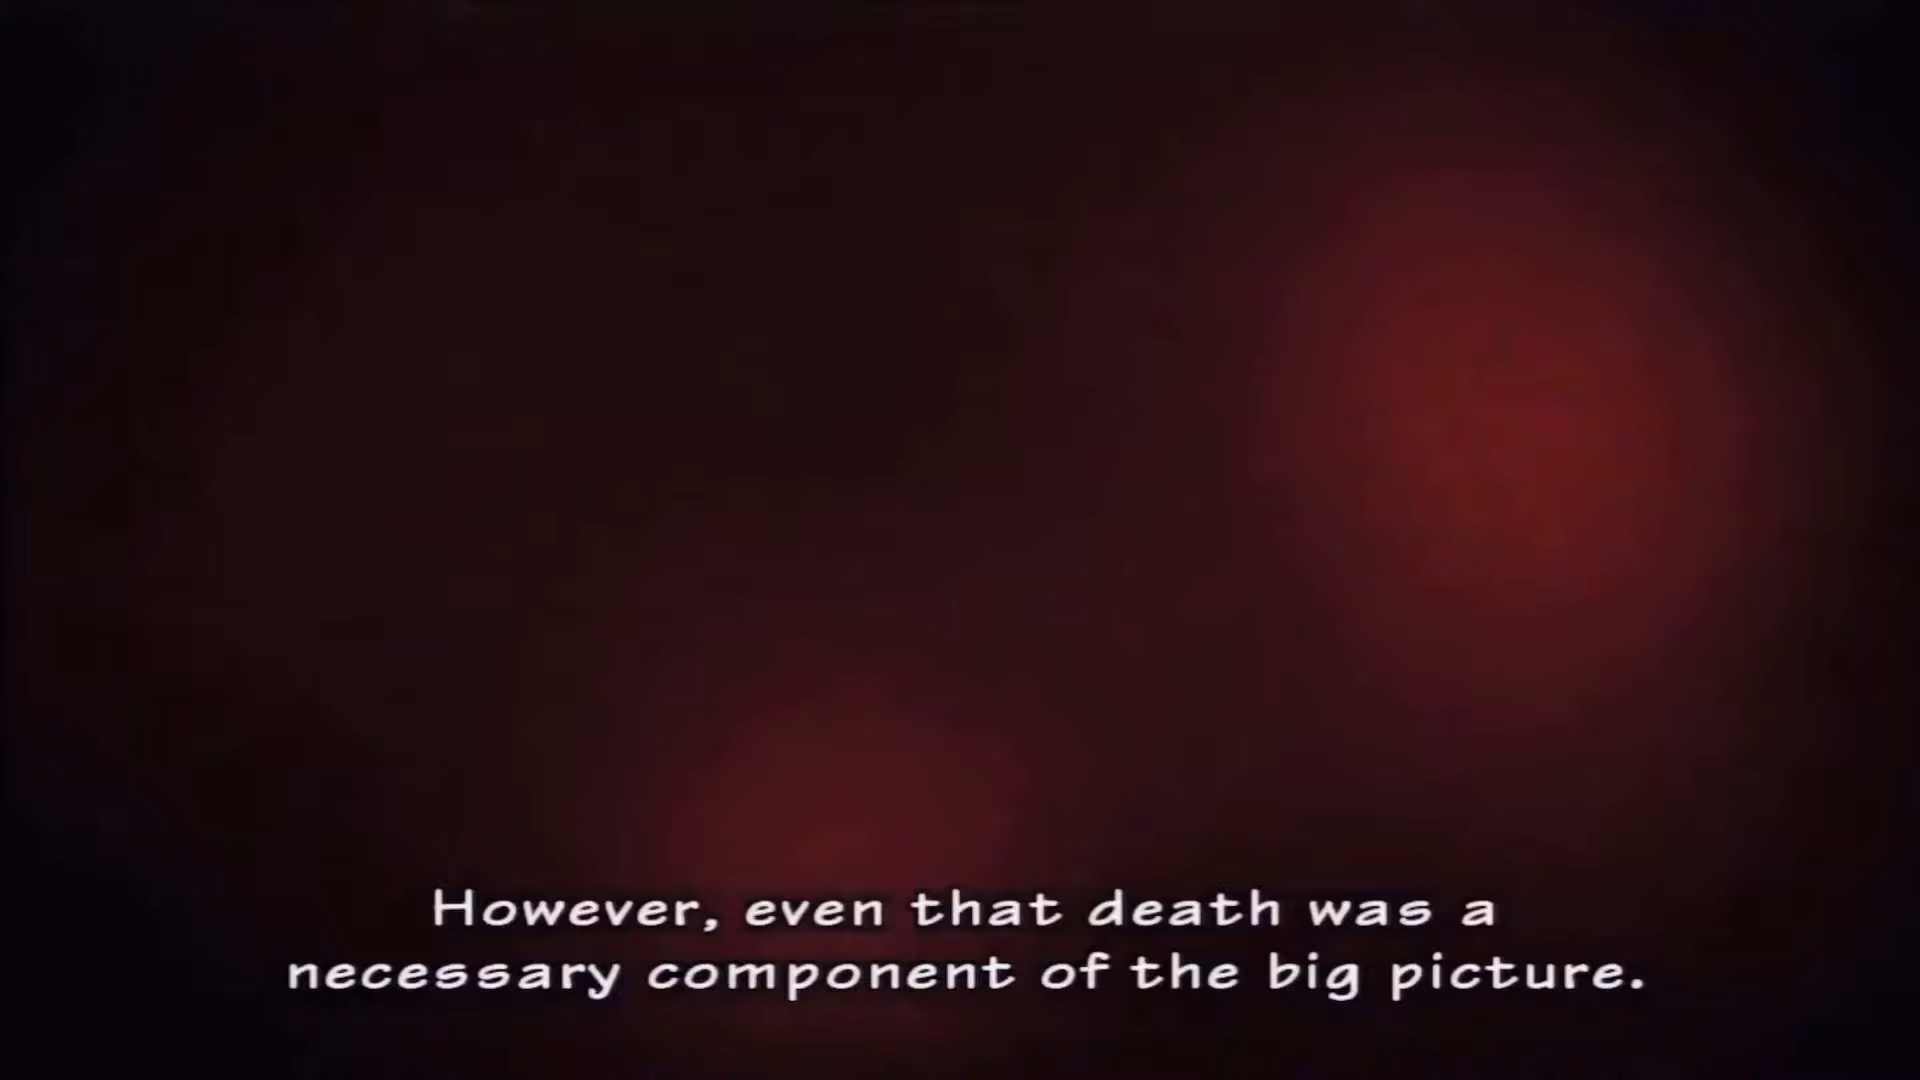 However, even that death was a
necessary component of the big picture.